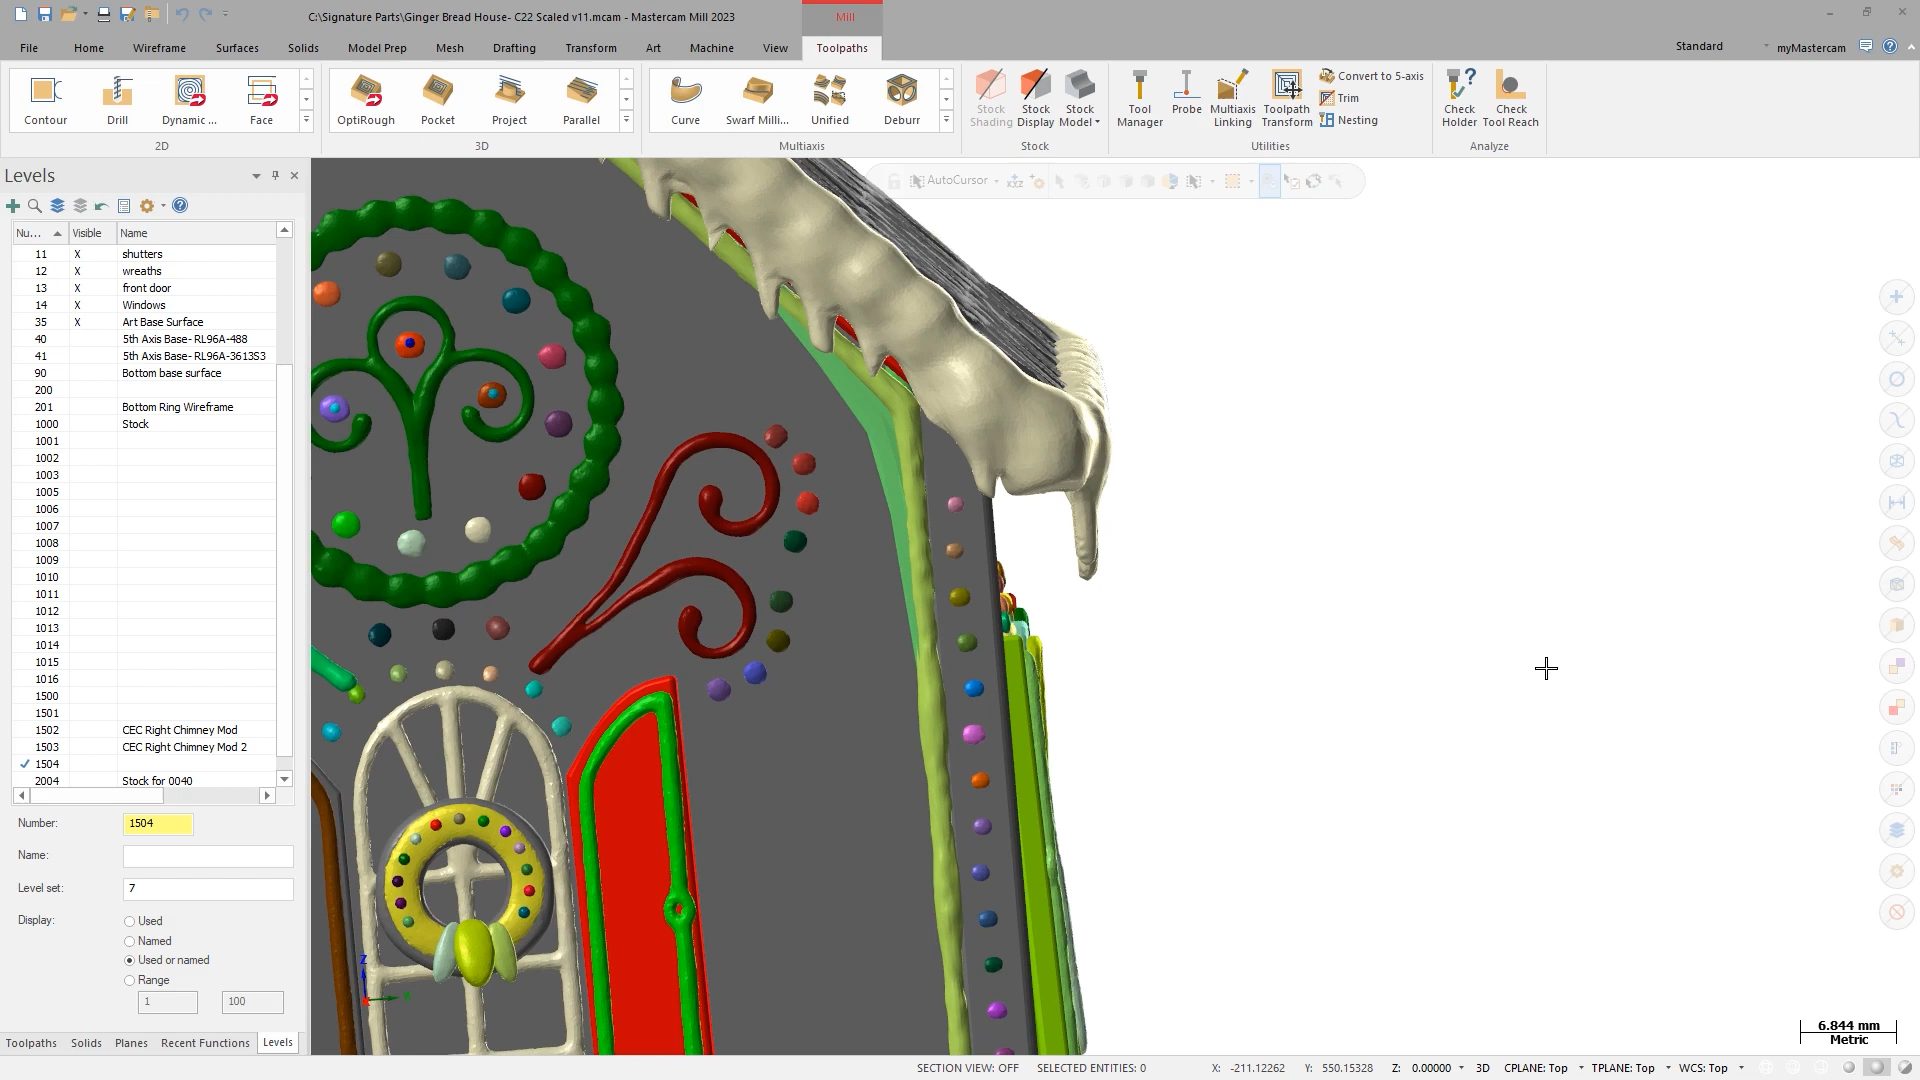 C:\Signature Parts\Ginger Bread House- C22 Scaled v11.mcam - Mastercam Mill 2023
Mill
File Home Wireframe Surfaces Solids Model Prep Mesh Drafting Transform Art Machine View Toolpaths
Standard myMastercam
Contour Drill Dynamic ... Face
2D
OptiRough Pocket Project Parallel
3D
Curve Swarf Milli... Unified Deburr
Multiaxis
Stock Shading Stock Display Stock Model
Stock
Tool Manager Probe Multiaxis Linking Toolpath Transform
Convert to 5-axis
Trim
Nesting
Utilities
Check Holder Check Tool Reach
Analyze
Levels
AutoCursor
xyz
Nu... Visible Name
11 X shutters
12 X wreaths
13 X front door
14 X Windows
35 X Art Base Surface
40 5th Axis Base- RL96A-488
41 5th Axis Base- RL96A-3613S3
90 Bottom base surface
200
201 Bottom Ring Wireframe
1000 Stock
1001
1002
1003
1005
1006
1007
1008
1009
1010
1011
1012
1013
1014
1015
1016
1500
1501
1502 CEC Right Chimney Mod
1503 CEC Right Chimney Mod 2
1504
2004 Stock for 0040
Number: 1504
Name:
Level set: 7
Display: Used
Named
Used or named
Range
1 100
Z
Toolpaths Solids Planes Recent Functions Levels
6.844 mm
Metric
SECTION VIEW: OFF SELECTED ENTITIES: 0 X: -211.12262 Y: 550.15328 Z: 0.00000 3D CPLANE: Top TPLANE: Top WCS: Top